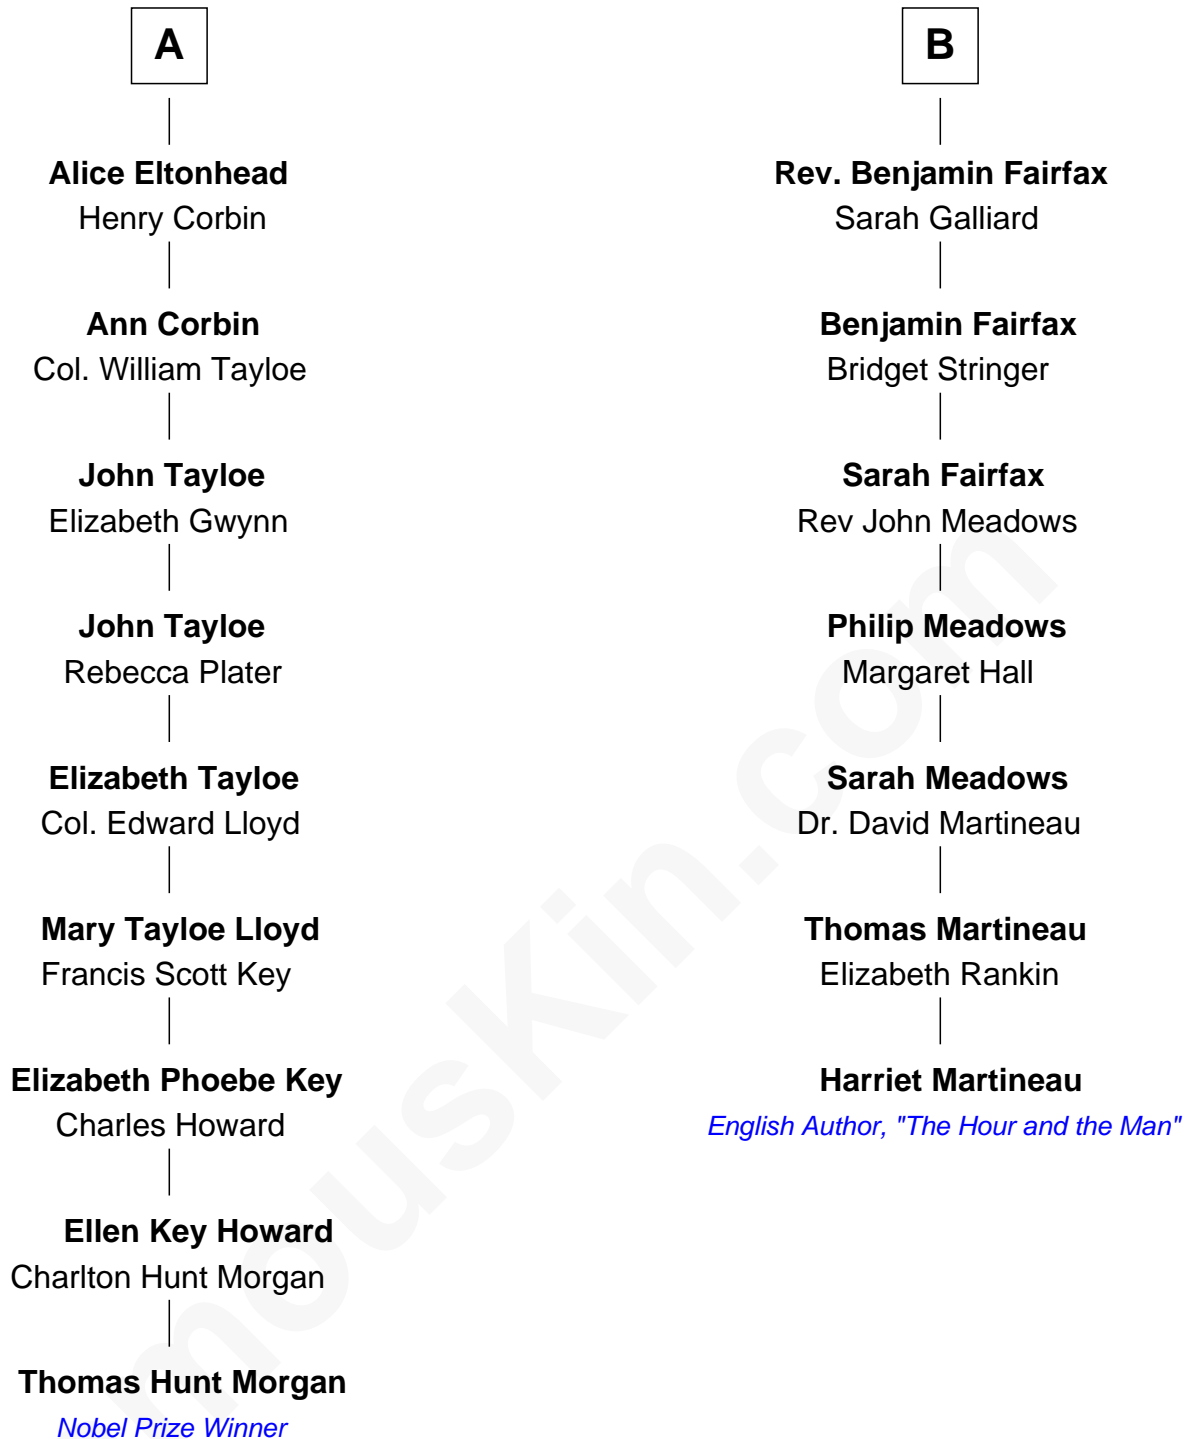 A
Alice Eltonhead
Henry Corbin
Ann Corbin
Col. William Tayloe
John Tayloe
Elizabeth Gwynn
John Tayloe
Rebecca Plater
Elizabeth Tayloe
Col. Edward Lloyd
Mary Tayloe Lloyd
Francis Scott Key
Elizabeth Phoebe Key
Charles Howard
Ellen Key Howard
Charlton Hunt Morgan
Thomas Hunt Morgan
Nobel Prize Winner
B
Rev. Benjamin Fairfax
Sarah Galliard
Benjamin Fairfax
Bridget Stringer
Sarah Fairfax
Rev John Meadows
Philip Meadows
Margaret Hall
Sarah Meadows
Dr. David Martineau
Thomas Martineau
Elizabeth Rankin
Harriet Martineau
English Author, "The Hour and the Man"
mousKin.com